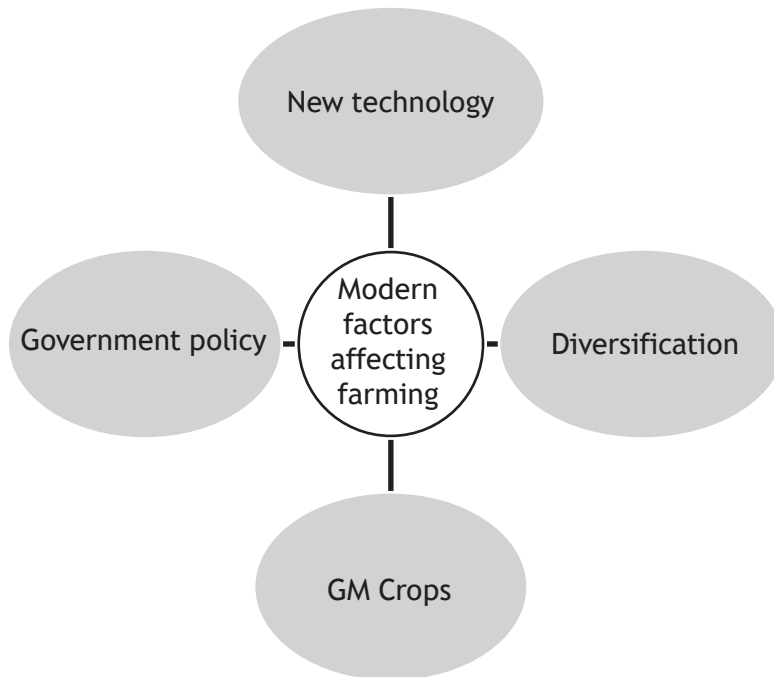 New technology
Government policy
Modern
factors
affecting
farming
Diversification
GM Crops